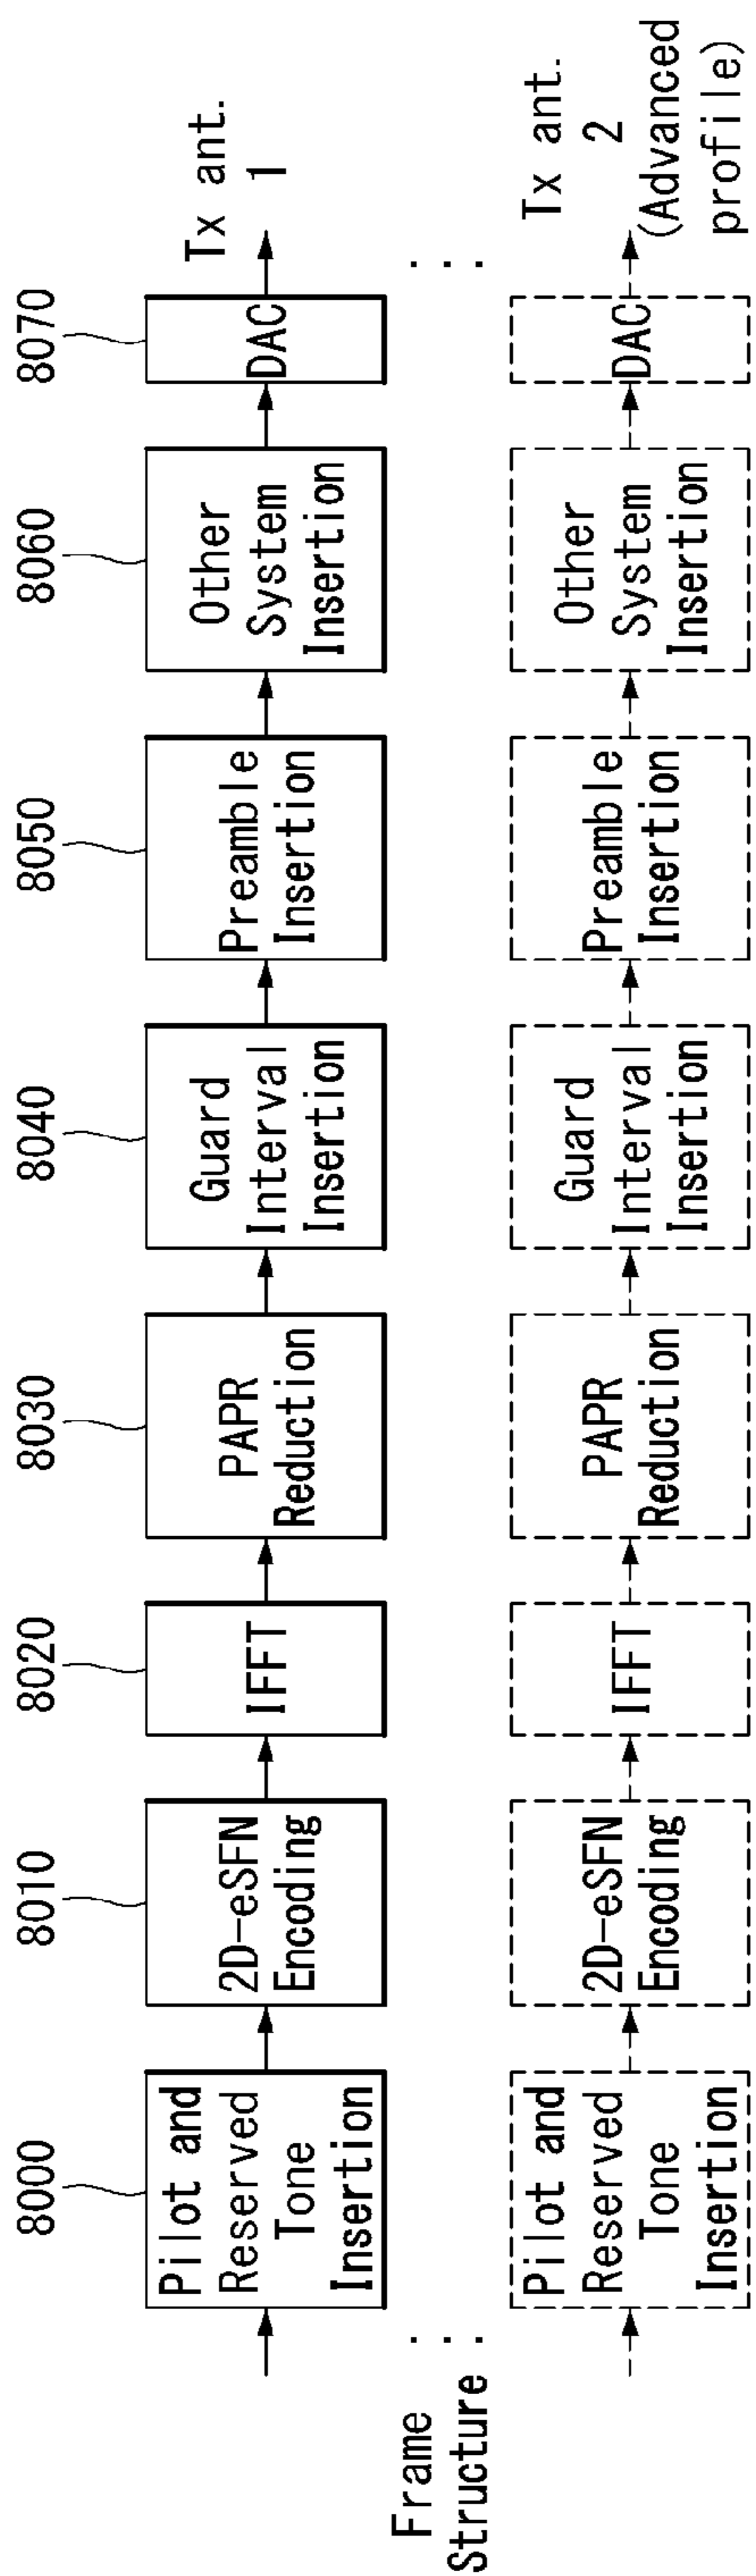 8000
8010
8020
8030
8040
8050
8060
8070
Pilot and
Reserved
Tone
Insertion
2D-eSFN
Encoding
IFFT
PAPR
Reduction
Guard
Interval
Insertion
Preamble
Insertion
Other
System
Insertion
DAC
Tx ant.
1
Frame
Structure
...
...
Pilot and
Reserved
Tone
Insertion
2D-eSFN
Encoding
IFFT
PAPR
Reduction
Guard
Interval
Insertion
Preamble
Insertion
Other
System
Insertion
DAC
Tx ant.
2
(Advanced
profile)